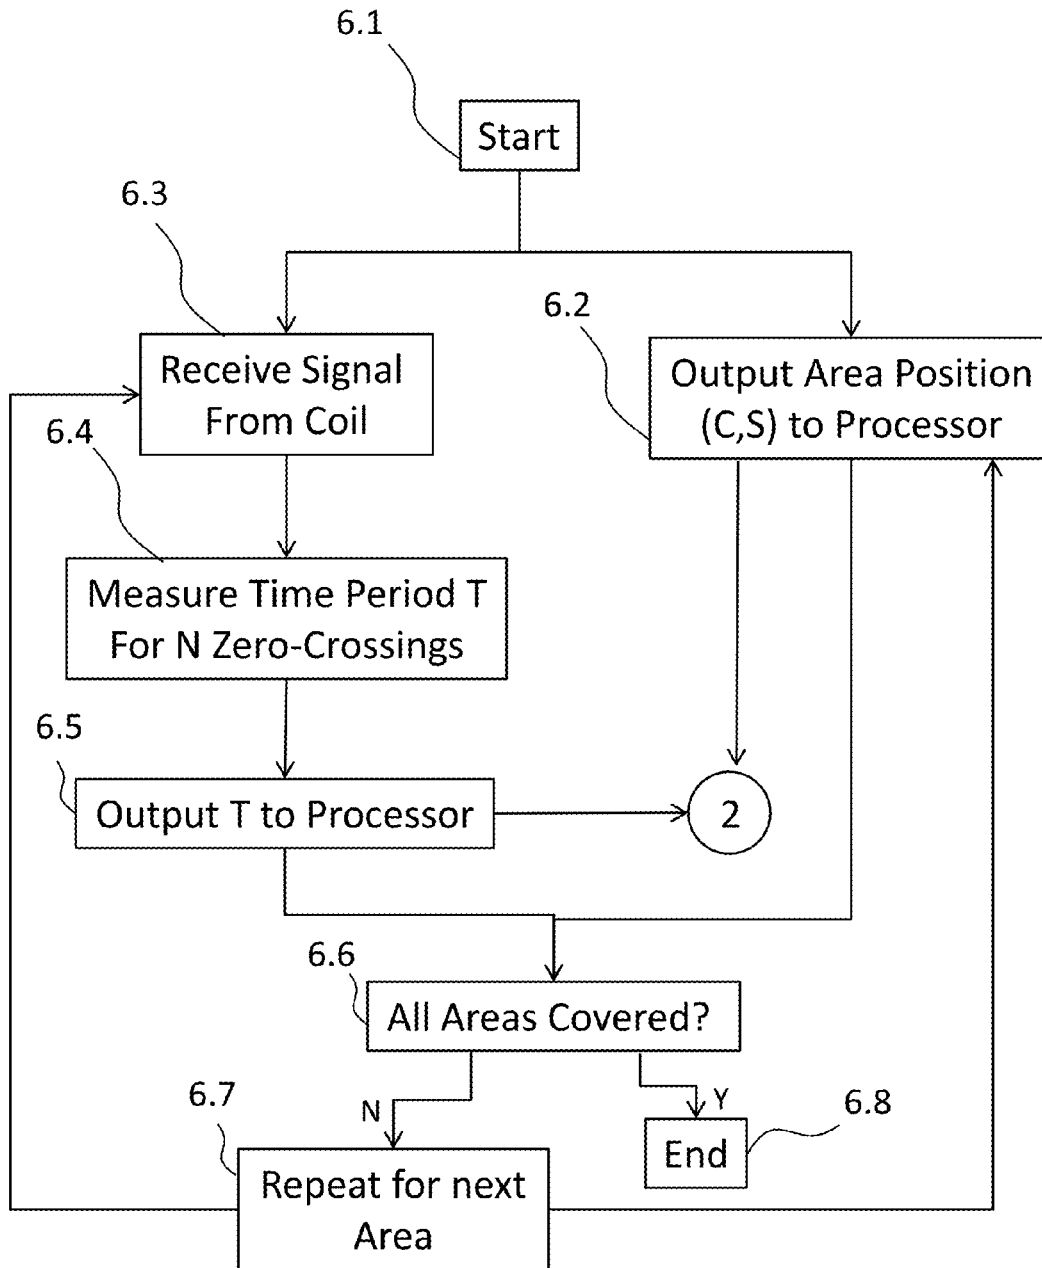 6.1
Start
6.3
6.2
Receive Signal
From Coil
Output Area Position
(C,S) to Processor
6.4
Measure Time Period T
For N Zero-Crossings
6.5
Output T to Processor
2
6.6
All Areas Covered?
6.7
N
Y
6.8
End
Repeat for next
Area